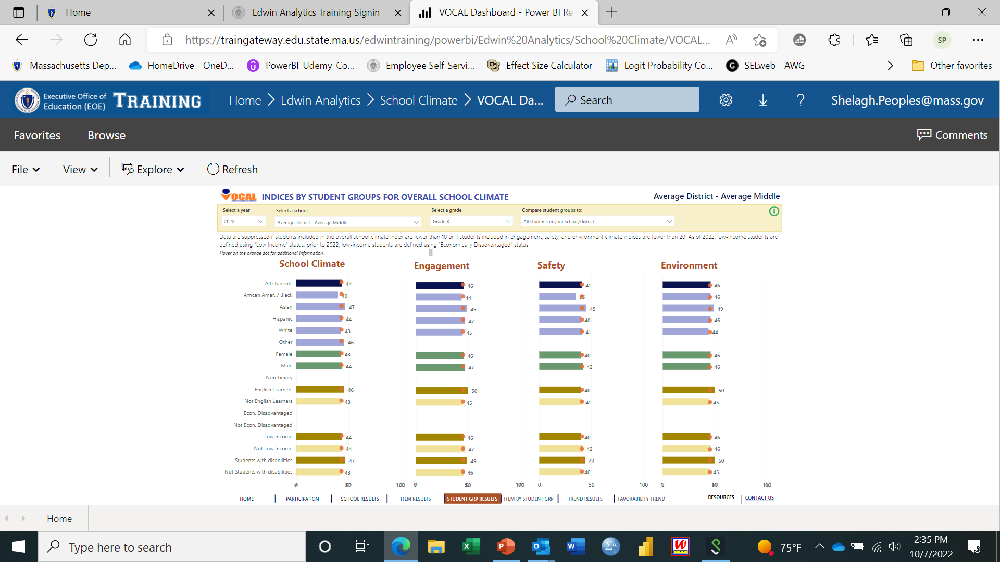 Home
Edwin Analytics Training Signin
VOCAL Dashboard - Power BI Re
https://traingateway.edu.state.ma.us/edwintraining/powerbi/Edwin%20Analytics/School%20Climate/VOCAL...
SP
Massachusetts Dep...
HomeDrive - OneD...
PowerBI_Udemy_Co...
Employee Self-Servi...
Effect Size Calculator
Logit Probability Co...
SELweb - AWG
Other favorites
Executive Office of
Education (EOE)
TRAINING
Home > Edwin Analytics > School Climate > VOCAL Da...
Search
?
Shelagh.Peoples@mass.gov
Favorites
Browse
Comments
File
View
Explore
Refresh
VOCAL
INDICES BY STUDENT GROUPS FOR OVERALL SCHOOL CLIMATE
Average District - Average Middle
Select a year
Select a school
Select a grade
Compare student groups to:
2022
Average District - Average Middle
Grade 8
All students in your school/district
Data are suppressed if students included in the overall school climate index are fewer than 10 or if students included in engagement, safety, and environment climate indices are fewer than 20. As of 2022, low-income students are
defined using "Low Income" status; prior to 2022, low-income students are defined using "Economically Disadvantaged" status.
Hover on the orange dot for additional information.
School Climate
Engagement
Safety
Environment
All students 44 46 41 46
African Amer. / Black 40 44 35 46
Asian 47 49 45 49
Hispanic 44 47 40 46
White 43 45 41 44
Other 46
Female 43 46 40 46
Male 44 47 42 46
Non-binary
English Learners 46 50 40 50
Not English Learners 43 45 41 45
Econ. Disadvantaged
Not Econ. Disadvantaged
Low Income 44 46 40 46
Not Low Income 44 47 42 46
Students with disabilities 47 49 44 50
Not Students with disabilities 43 46 40 45
0 50 100 0 50 100 0 50 100 0 50 100
HOME
PARTICIPATION
SCHOOL RESULTS
ITEM RESULTS
STUDENT GRP RESULTS
ITEM BY STUDENT GRP
TREND RESULTS
FAVORABILITY TREND
RESOURCES
CONTACT US
Home
Type here to search
75°F
2:35 PM
10/7/2022